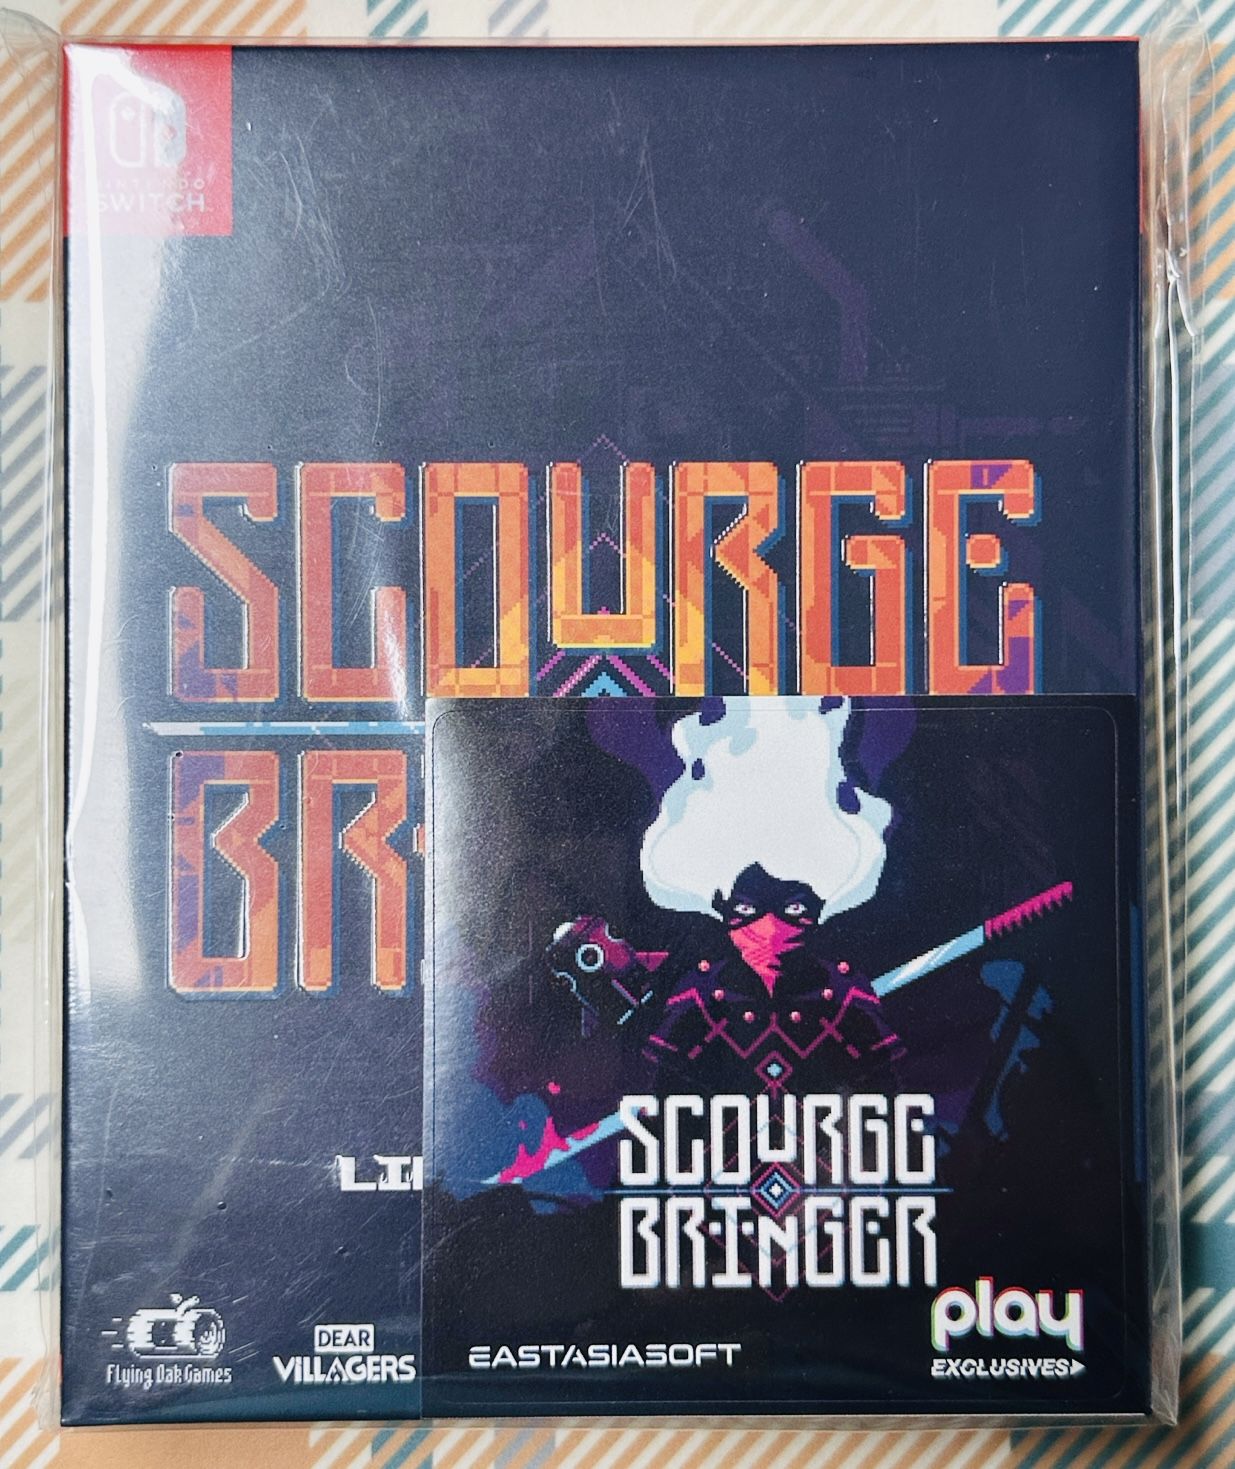 NINTENDO
SWITCH
SCOURGE
BR
LI
SCOURGE
BRINGER
play
EXCLUSIVES
EASTASIASOFT
Flying Oak Games
DEAR
VILLAGERS